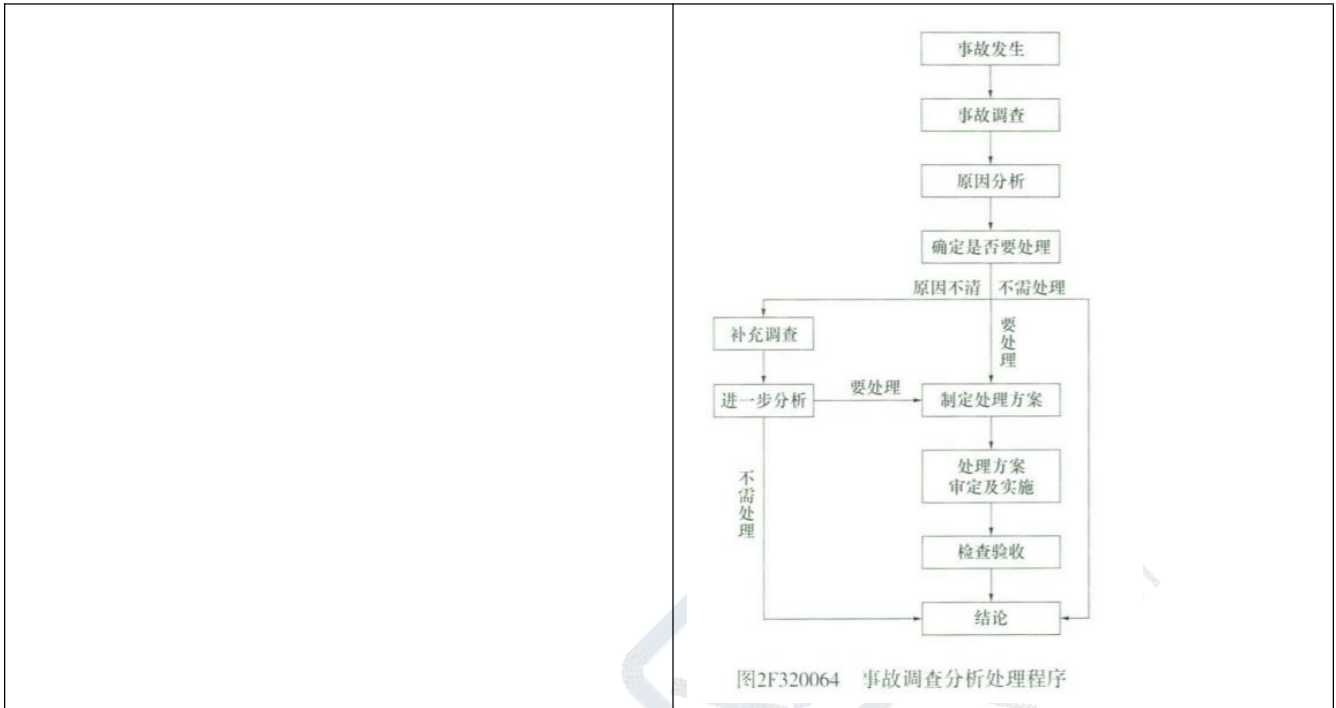 事故发生
事故调查
原因分析
确定是否要处理
原因不清
不需处理
补充调查
要处理
进一步分析
要处理
制定处理方案
不需处理
处理方案
审定及实施
检查验收
结论
图2F320064 事故调查分析处理程序